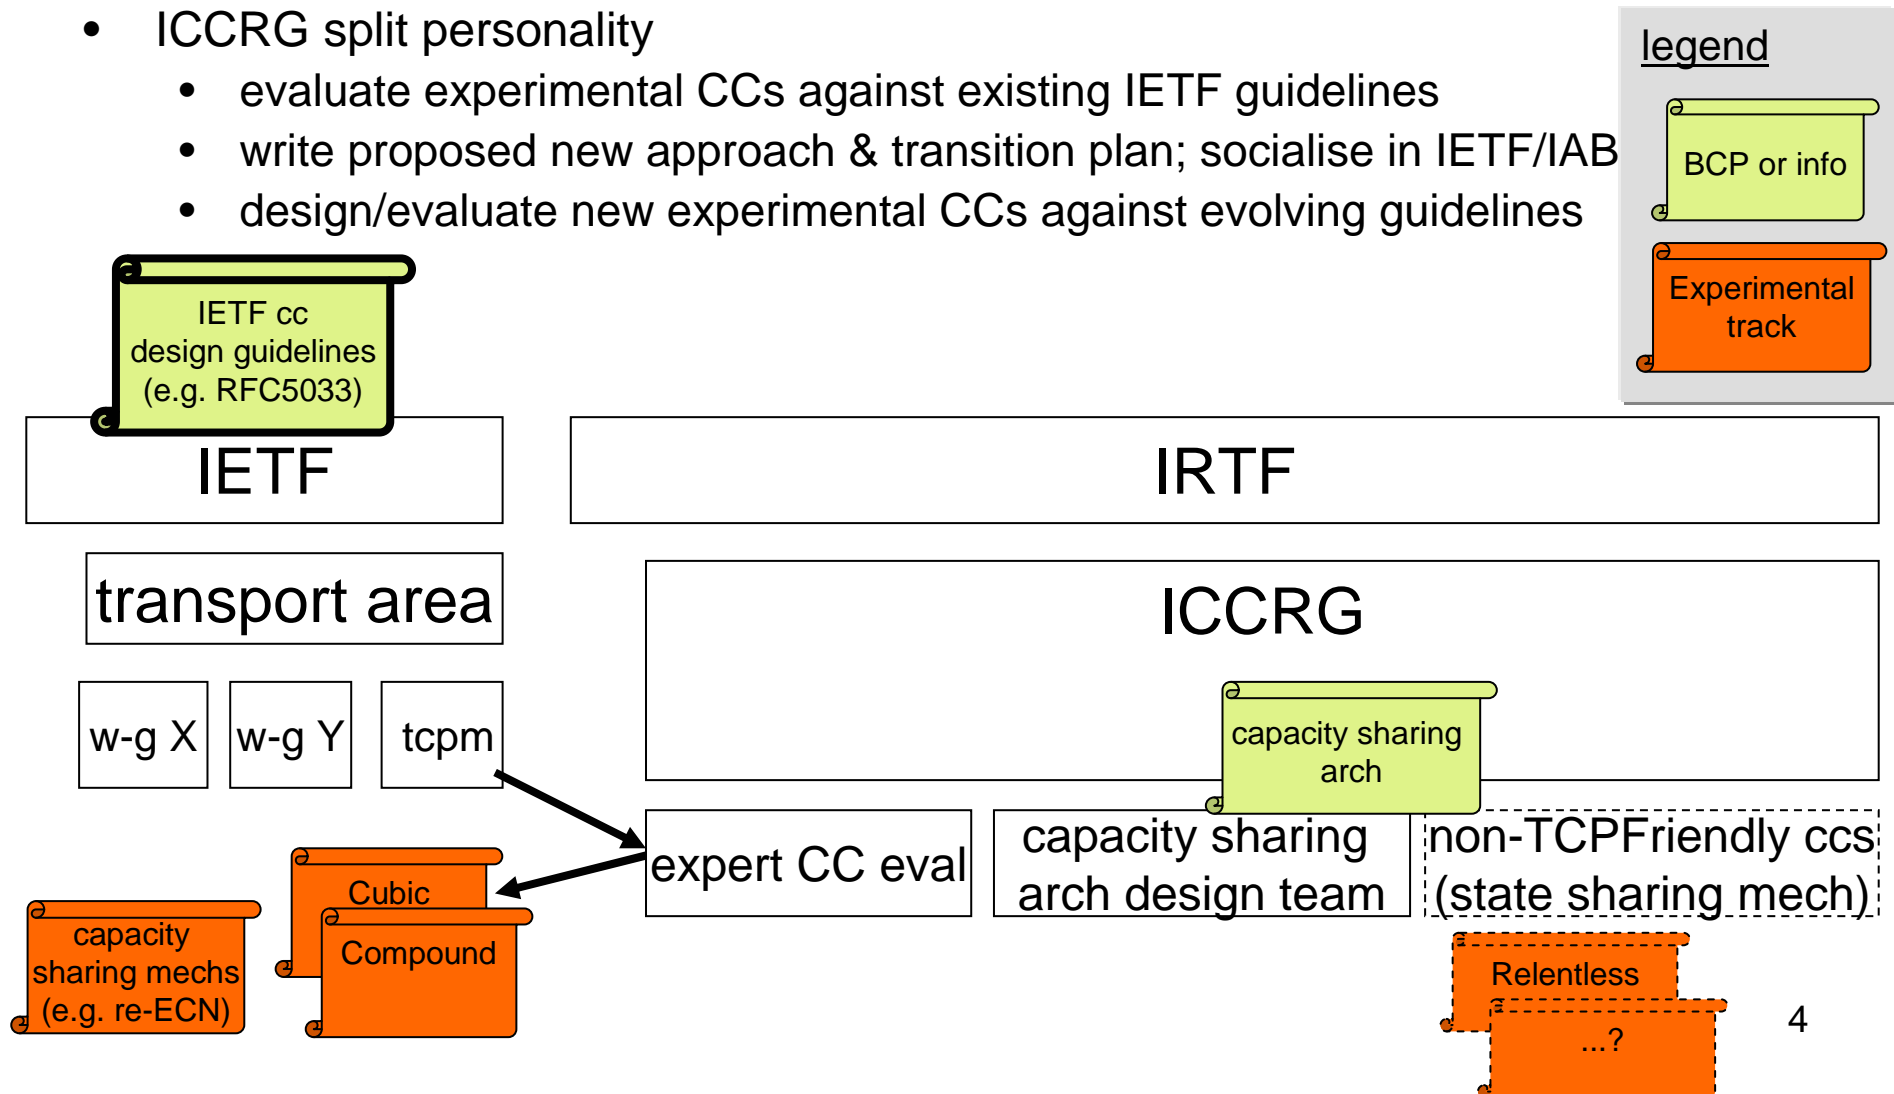 • ICCRG split personality
• evaluate experimental CCs against existing IETF guidelines
• write proposed new approach & transition plan; socialise in IETF/IAB
• design/evaluate new experimental CCs against evolving guidelines
legend
BCP or info
Experimental
track
IETF cc
design guidelines
(e.g. RFC5033)
IETF
IRTF
transport area
ICCRG
w-g X
w-g Y
tcpm
capacity sharing
arch
expert CC eval
capacity sharing
arch design team
non-TCPFriendly ccs
(state sharing mech)
Cubic
Compound
capacity
sharing mechs
(e.g. re-ECN)
Relentless
...?
4